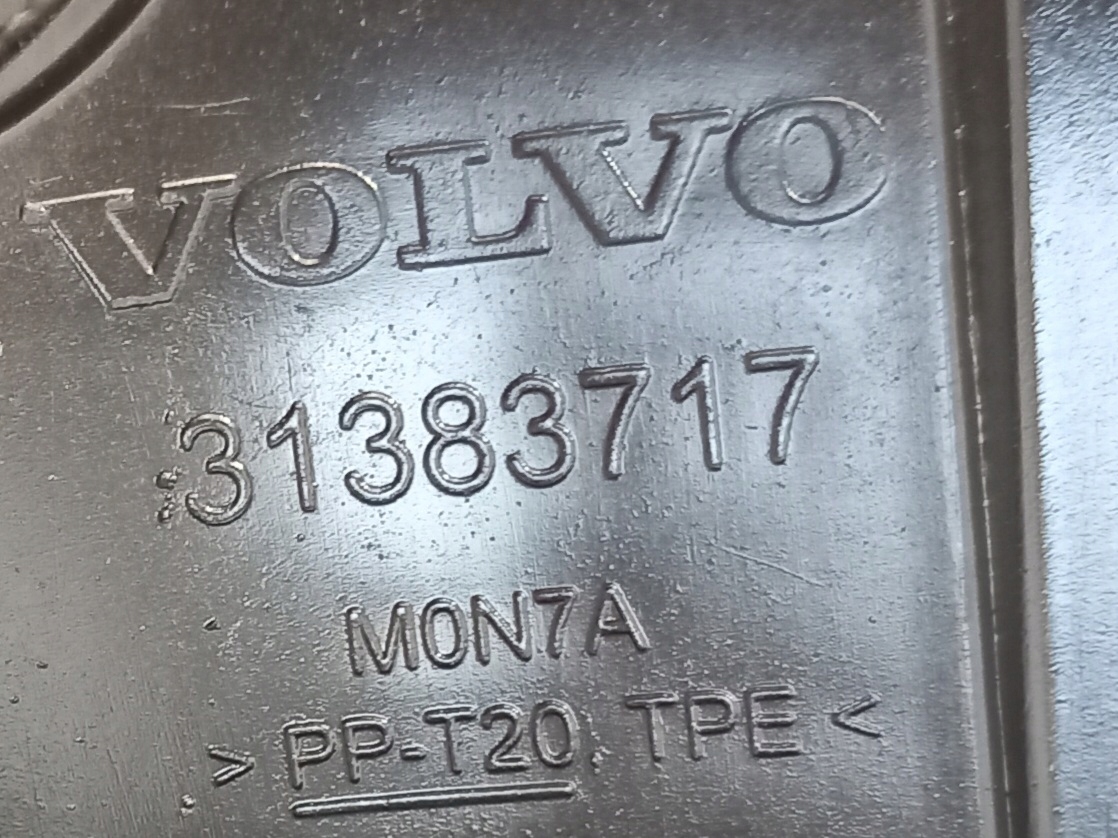 VOLVO
31383717
M0N7A
> PP-T20, TPE <